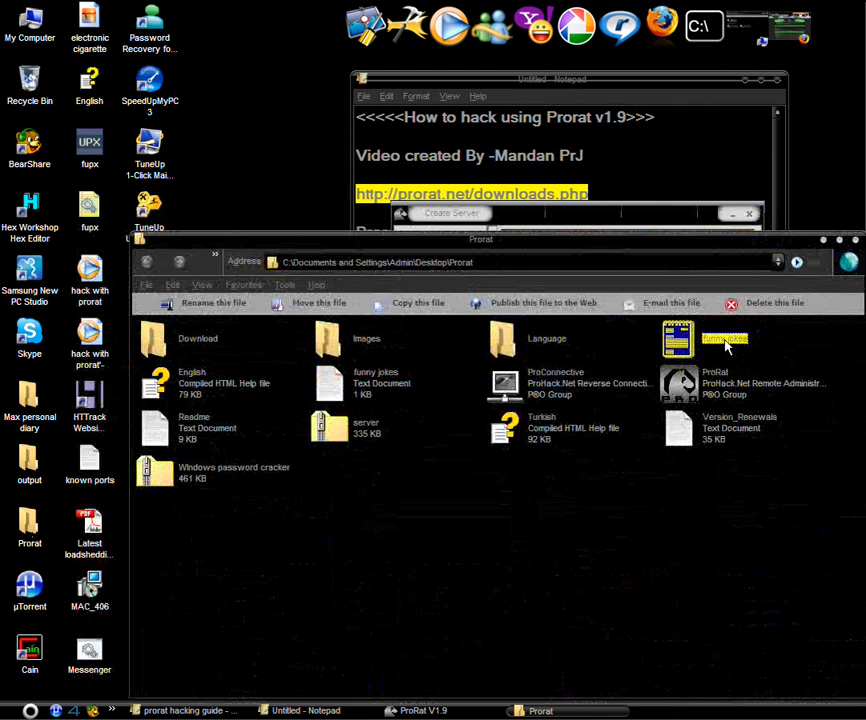 My Computer
electronic
cigarette
Password
Recovery fo...
Recycle Bin
English
SpeedUpMyPC
3
BearShare
fupx
TuneUp
1-Click Mai...
Hex Workshop
Hex Editor
fupx
TuneUp
Samsung New
PC Studio
hack with
prorat
Skype
hack with
prorat'-
Max personal
diary
HTTrack
Websi...
output
known ports
Prorat
Latest
loadsheddi...
µTorrent
MAC_406
Cain
Messenger
UPX
C:\
Untitled - Notepad
File Edit Format View Help
<<<<<How to hack using Prorat v1.9>>>
Video created By -Mandan PrJ
http://prorat.net/downloads.php
Create Server
Prorat
Address C:\Documents and Settings\Admin\Desktop\Prorat
File Edit View Favorites Tools Help
Rename this file Move this file Copy this file Publish this file to the Web E-mail this file Delete this file
Download
Images
Language
funny jokes
English
Compiled HTML Help file
79 KB
funny jokes
Text Document
1 KB
ProConnective
ProHack.Net Reverse Connecti...
P®O Group
ProRat
ProHack.Net Remote Administr...
P®O Group
Readme
Text Document
9 KB
server
335 KB
Turkish
Compiled HTML Help file
92 KB
Version_Renewals
Text Document
35 KB
Windows password cracker
461 KB
prorat hacking guide - ...
Untitled - Notepad
ProRat V1.9
Prorat